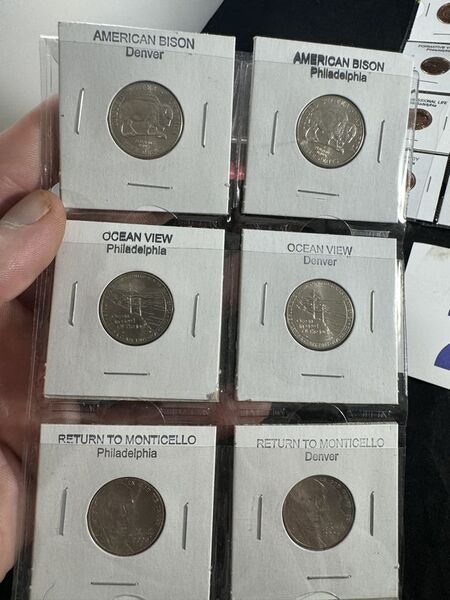 AMERICAN BISON
Denver
AMERICAN BISON
Philadelphia
OCEAN VIEW
Philadelphia
OCEAN VIEW
Denver
RETURN TO MONTICELLO
Philadelphia
RETURN TO MONTICELLO
Denver